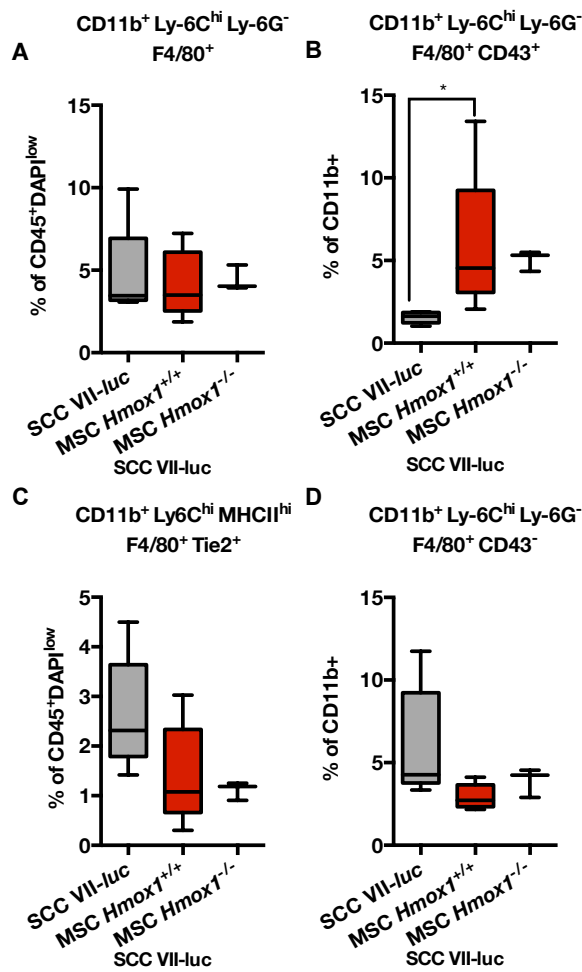 A
CD11b⁺ Ly-6Cʰⁱ Ly-6G⁻
F4/80⁺
% of CD45⁺DAPIˡᵒʷ
15
10
5
0
SCC VII-luc
MSC Hmox1⁺/⁺
MSC Hmox1⁻/⁻
SCC VII-luc
B
CD11b⁺ Ly-6Cʰⁱ Ly-6G⁻
F4/80⁺ CD43⁺
*
% of CD11b+
15
10
5
0
SCC VII-luc
MSC Hmox1⁺/⁺
MSC Hmox1⁻/⁻
SCC VII-luc
C
CD11b⁺ Ly6Cʰⁱ MHCIIʰⁱ
F4/80⁺ Tie2⁺
% of CD45⁺DAPIˡᵒʷ
5
4
3
2
1
0
SCC VII-luc
MSC Hmox1⁺/⁺
MSC Hmox1⁻/⁻
SCC VII-luc
D
CD11b⁺ Ly-6Cʰⁱ Ly-6G⁻
F4/80⁺ CD43⁻
% of CD11b+
15
10
5
0
SCC VII-luc
MSC Hmox1⁺/⁺
MSC Hmox1⁻/⁻
SCC VII-luc